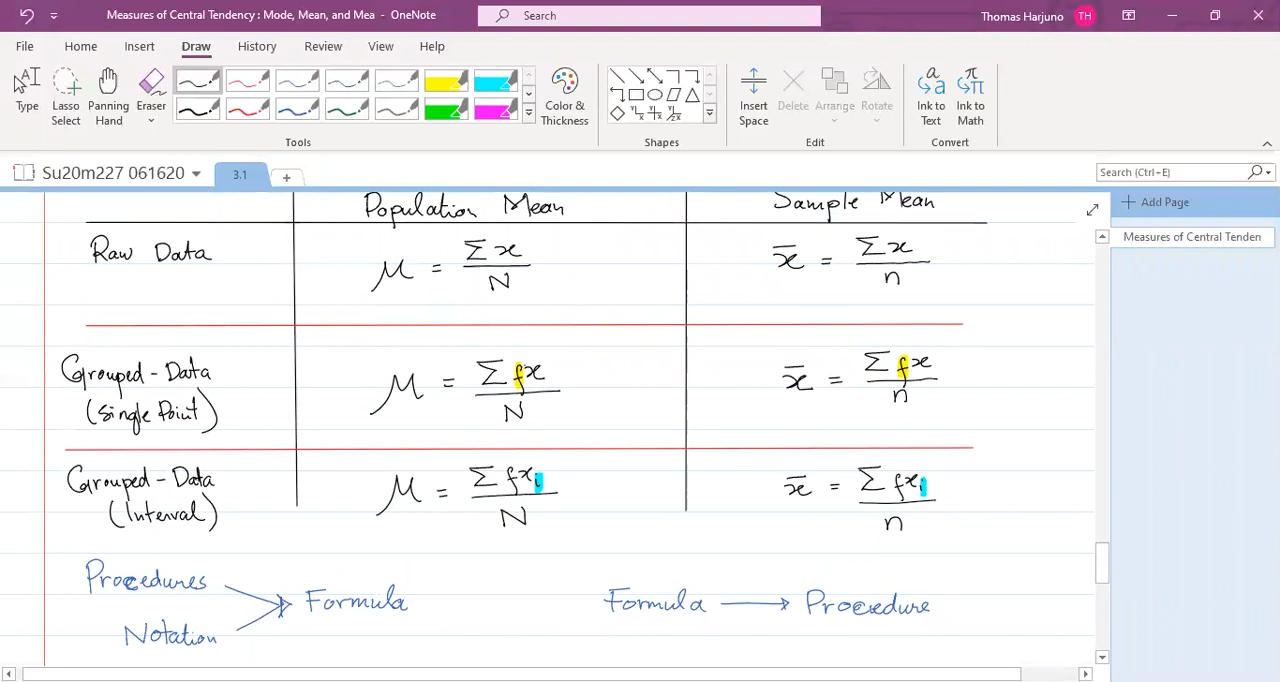 Measures of Central Tendency : Mode, Mean, and Mea - OneNote
Search
Thomas Harjuno TH
File Home Insert Draw History Review View Help
Type
Lasso Select
Panning Hand
Eraser
Color & Thickness
Insert Space
Delete
Arrange
Rotate
Ink to Text
Ink to Math
Tools Shapes Edit Convert
Su20m227 061620
3.1
Search (Ctrl+E)
Add Page
Measures of Central Tenden
Population Mean Sample Mean
Raw Data μ = Σx / N x̄ = Σx / n
Grouped-Data (Single Point) μ = Σfx / N x̄ = Σfx / n
Grouped-Data (Interval) μ = Σfxᵢ / N x̄ = Σfxᵢ / n
Procedures
Notation
Formula
Formula → Procedure